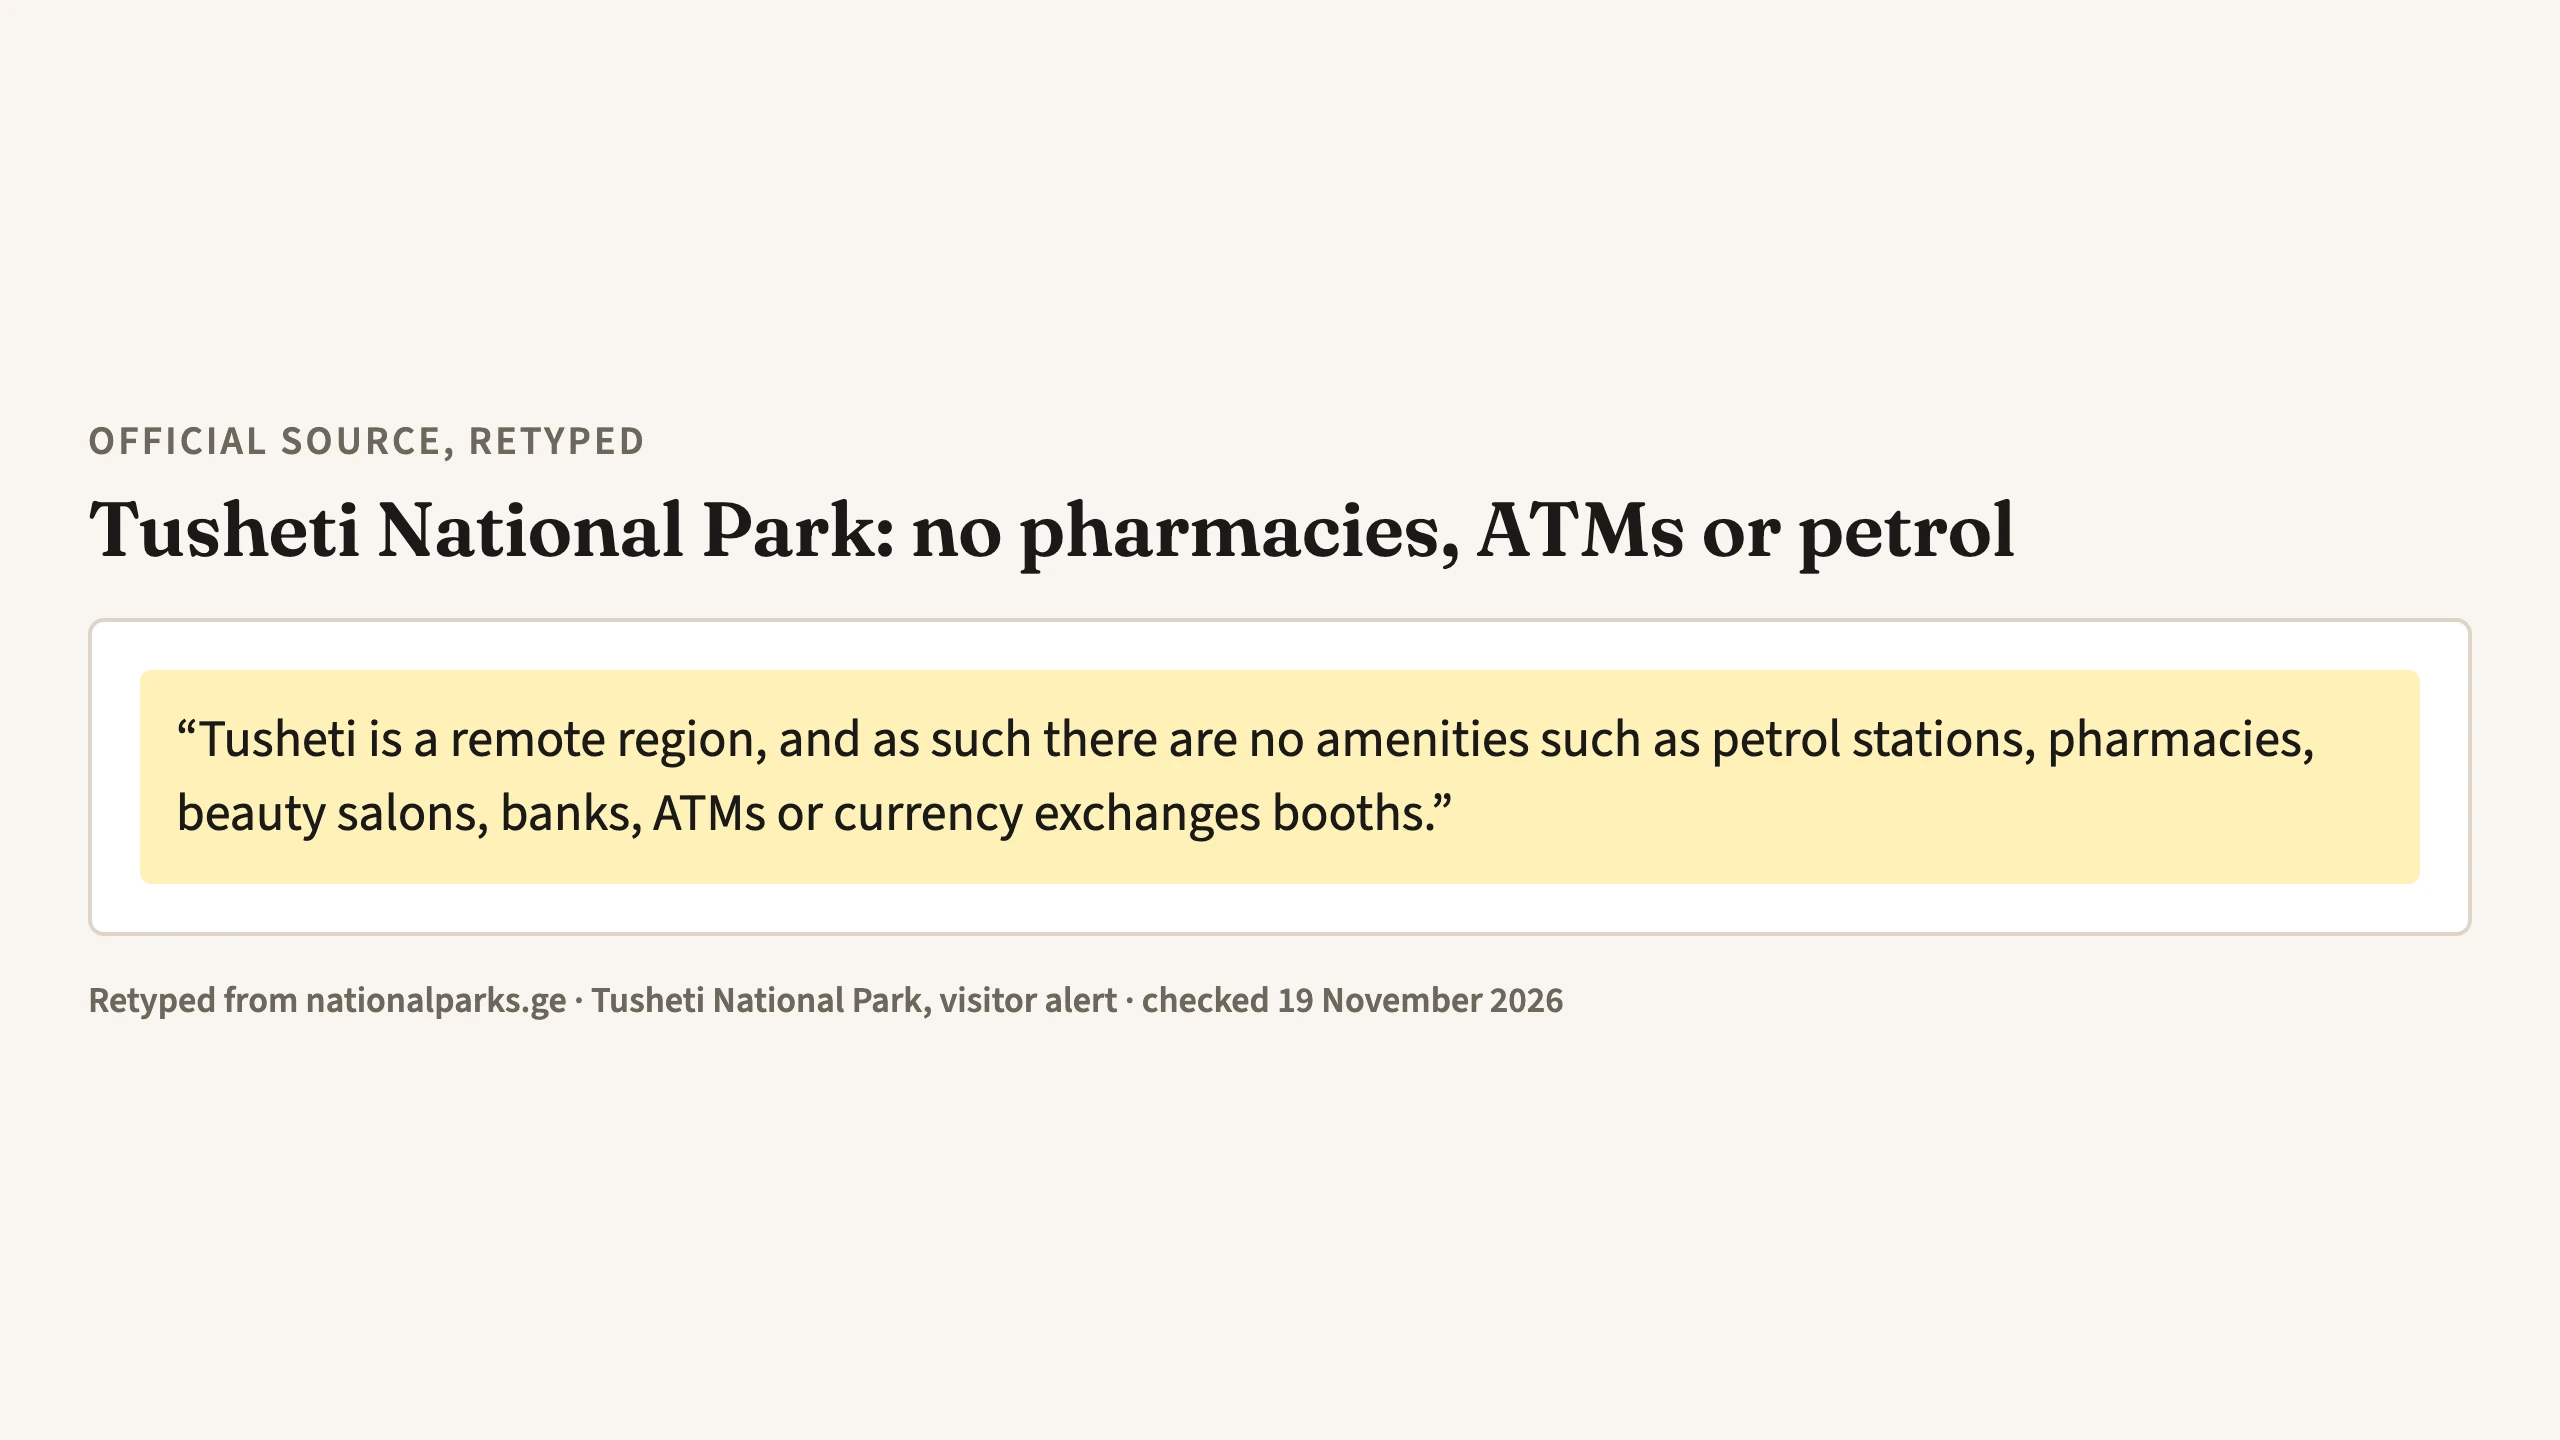 OFFICIAL SOURCE, RETYPED
Tusheti National Park: no pharmacies, ATMs or petrol
“Tusheti is a remote region, and as such there are no amenities such as petrol stations, pharmacies,
beauty salons, banks, ATMs or currency exchanges booths.”
Retyped from nationalparks.ge · Tusheti National Park, visitor alert · checked 19 November 2026